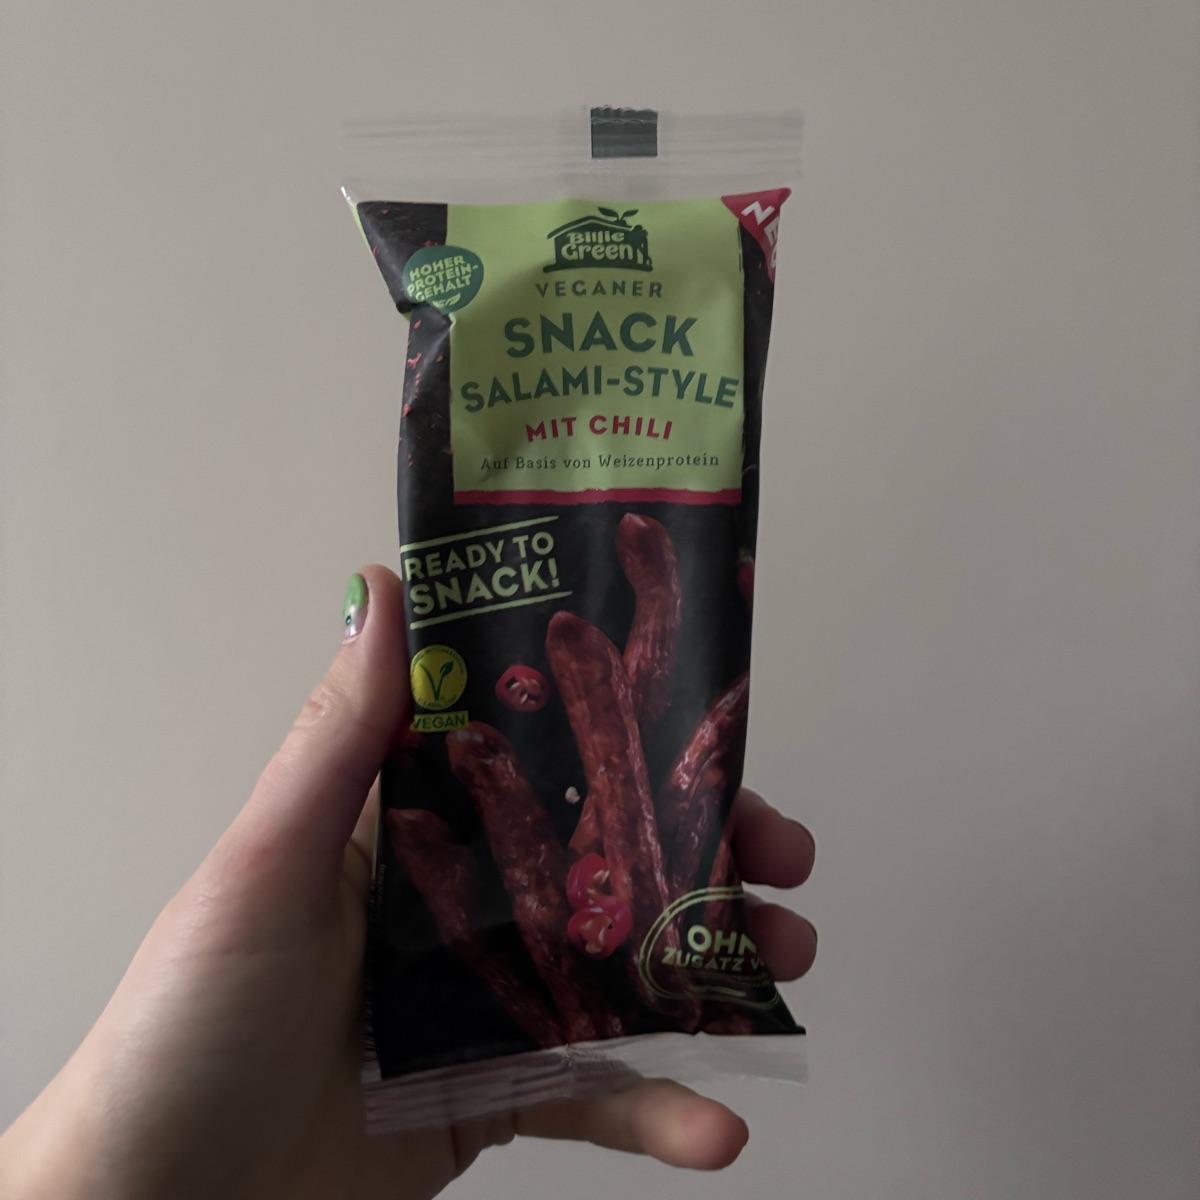 NEU
Billie
Green
HOHER
PROTEIN-
GEHALT
VEGANER
SNACK
SALAMI-STYLE
MIT CHILI
Auf Basis von Weizenprotein
READY TO
SNACK!
VEGAN
ZUSATZ